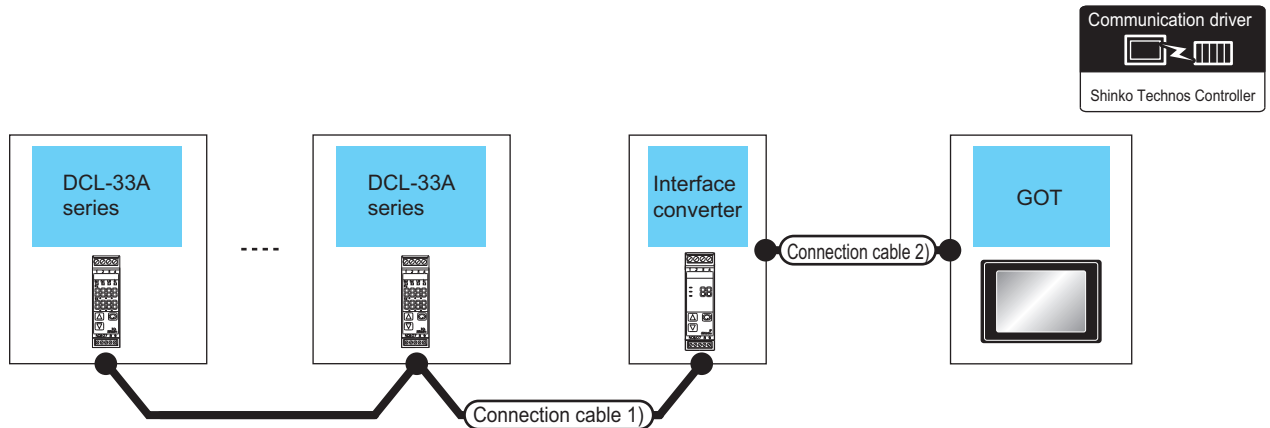 Communication driver
Shinko Technos Controller
DCL-33A
series
DCL-33A
series
Interface
converter
GOT
Connection cable 2)
Connection cable 1)